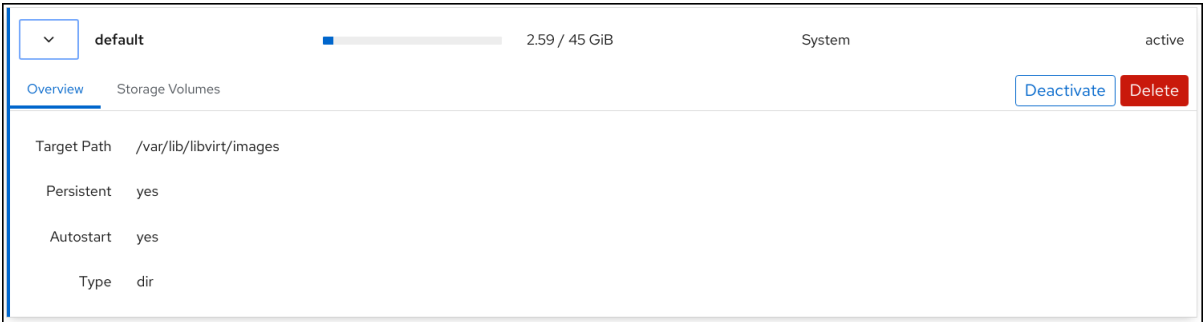 default 2.59 / 45 GiB System active
Overview Storage Volumes Deactivate Delete
Target Path /var/lib/libvirt/images
Persistent yes
Autostart yes
Type dir